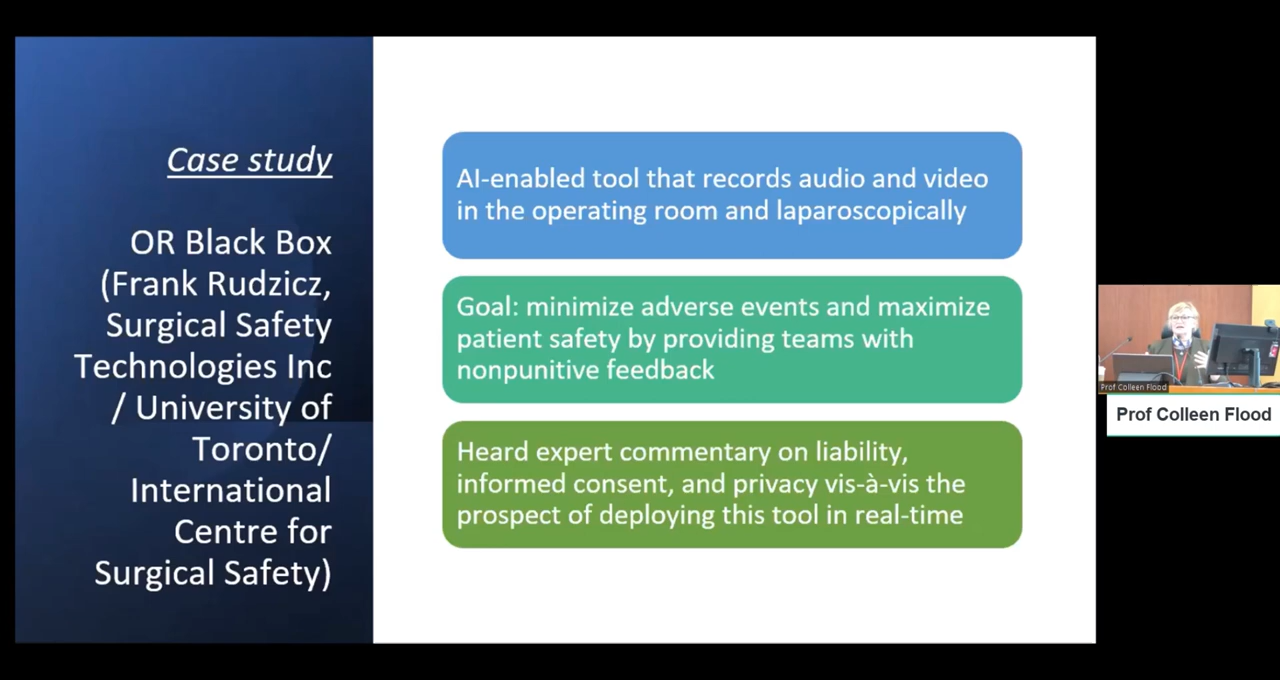 Case study
OR Black Box
(Frank Rudzicz,
Surgical Safety
Technologies Inc
/ University of
Toronto/
International
Centre for
Surgical Safety)
AI-enabled tool that records audio and video
in the operating room and laparoscopically
Goal: minimize adverse events and maximize
patient safety by providing teams with
nonpunitive feedback
Heard expert commentary on liability,
informed consent, and privacy vis-à-vis the
prospect of deploying this tool in real-time
Prof Colleen Flood
Prof Colleen Flood